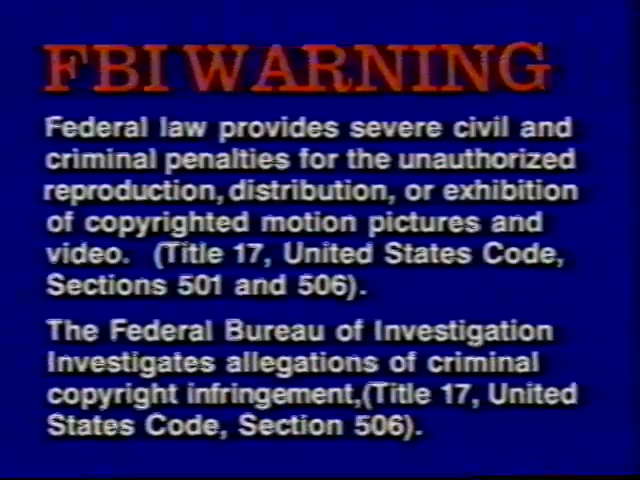 FBI WARNING
Federal law provides severe civil and
criminal penalties for the unauthorized
reproduction, distribution, or exhibition
of copyrighted motion pictures and
video. (Title 17, United States Code,
Sections 501 and 506).
The Federal Bureau of Investigation
Investigates allegations of criminal
copyright infringement,(Title 17, United
States Code, Section 506).